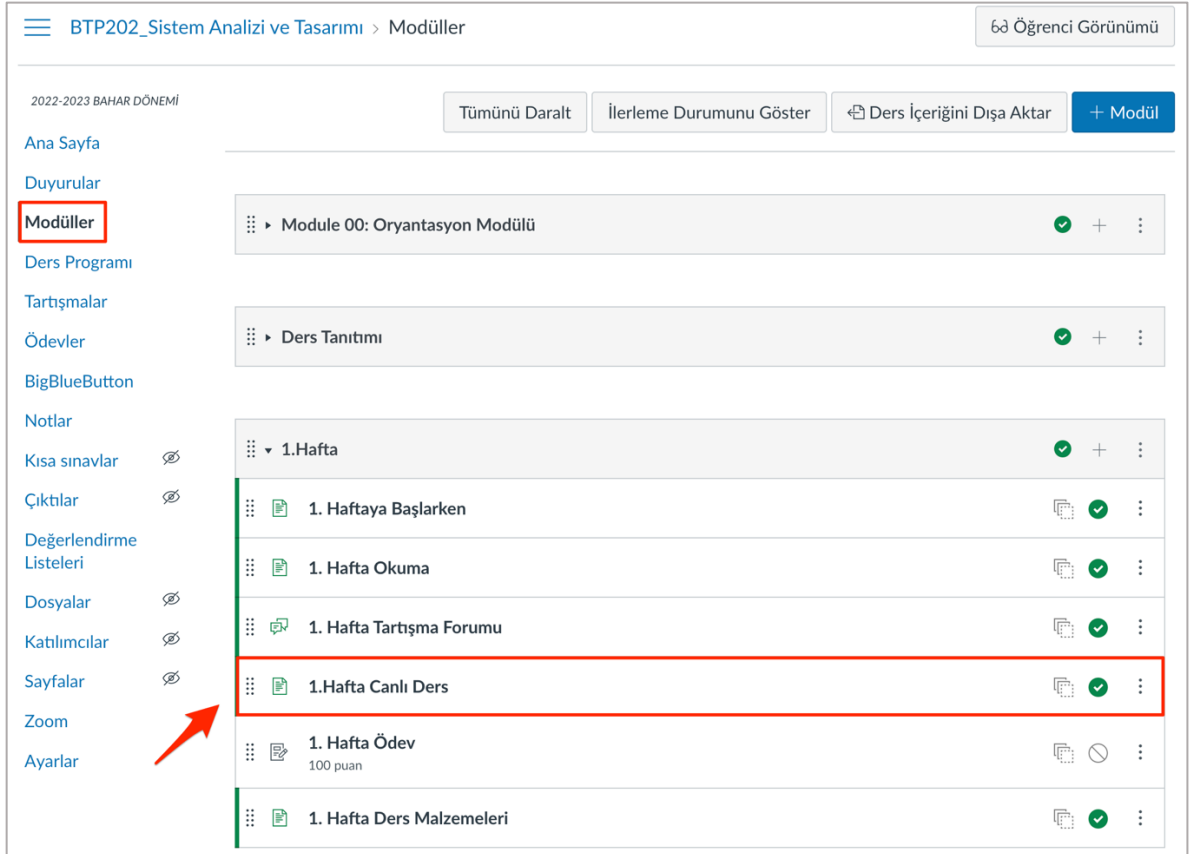 BTP202_Sistem Analizi ve Tasarımı > Modüller
Öğrenci Görünümü
2022-2023 BAHAR DÖNEMİ
Tümünü Daralt
İlerleme Durumunu Göster
Ders İçeriğini Dışa Aktar
+ Modül
Ana Sayfa
Duyurular
Modüller
Ders Programı
Tartışmalar
Ödevler
BigBlueButton
Notlar
Kısa sınavlar
Çıktılar
Değerlendirme
Listeleri
Dosyalar
Katılımcılar
Sayfalar
Zoom
Ayarlar
Module 00: Oryantasyon Modülü
Ders Tanıtımı
1.Hafta
1. Haftaya Başlarken
1. Hafta Okuma
1. Hafta Tartışma Forumu
1.Hafta Canlı Ders
1. Hafta Ödev
100 puan
1. Hafta Ders Malzemeleri